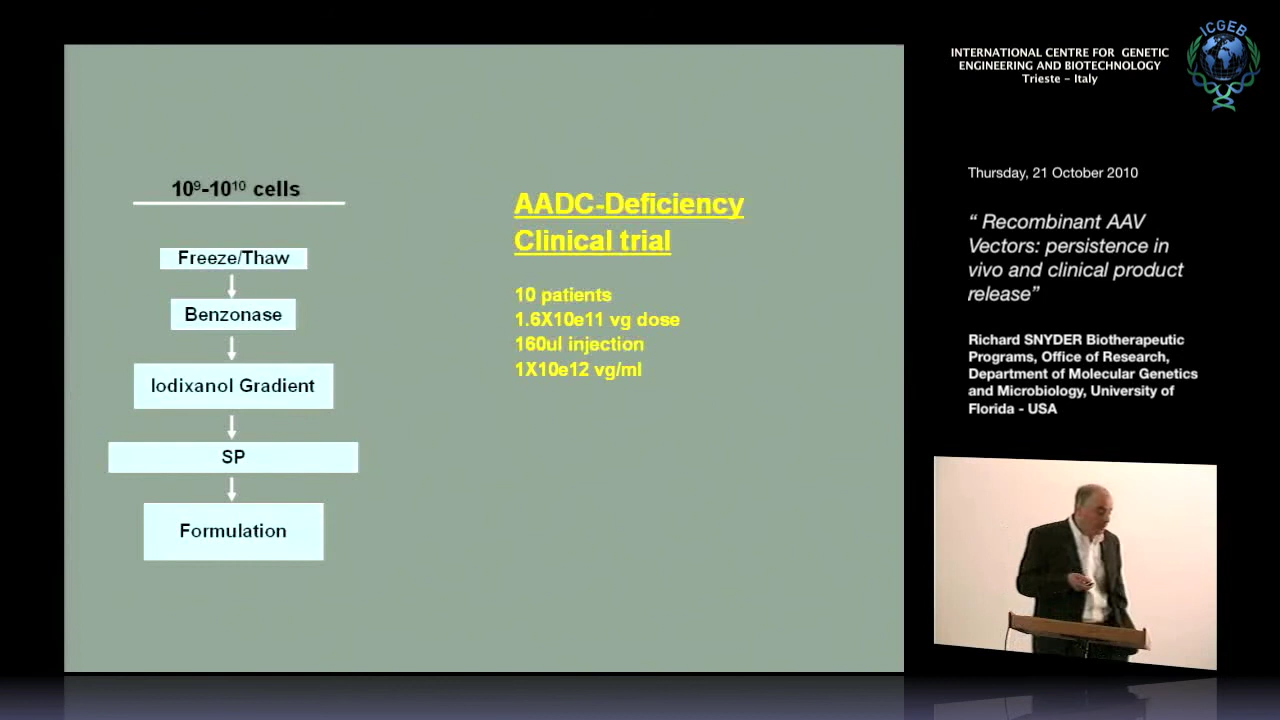 ICGEB
INTERNATIONAL CENTRE FOR GENETIC
ENGINEERING AND BIOTECHNOLOGY
Trieste - Italy
10⁹-10¹⁰ cells
Freeze/Thaw
Benzonase
Iodixanol Gradient
SP
Formulation
AADC-Deficiency
Clinical trial
10 patients
1.6X10e11 vg dose
160ul injection
1X10e12 vg/ml
Thursday, 21 October 2010
“ Recombinant AAV
Vectors: persistence in
vivo and clinical product
release”
Richard SNYDER Biotherapeutic
Programs, Office of Research,
Department of Molecular Genetics
and Microbiology, University of
Florida - USA